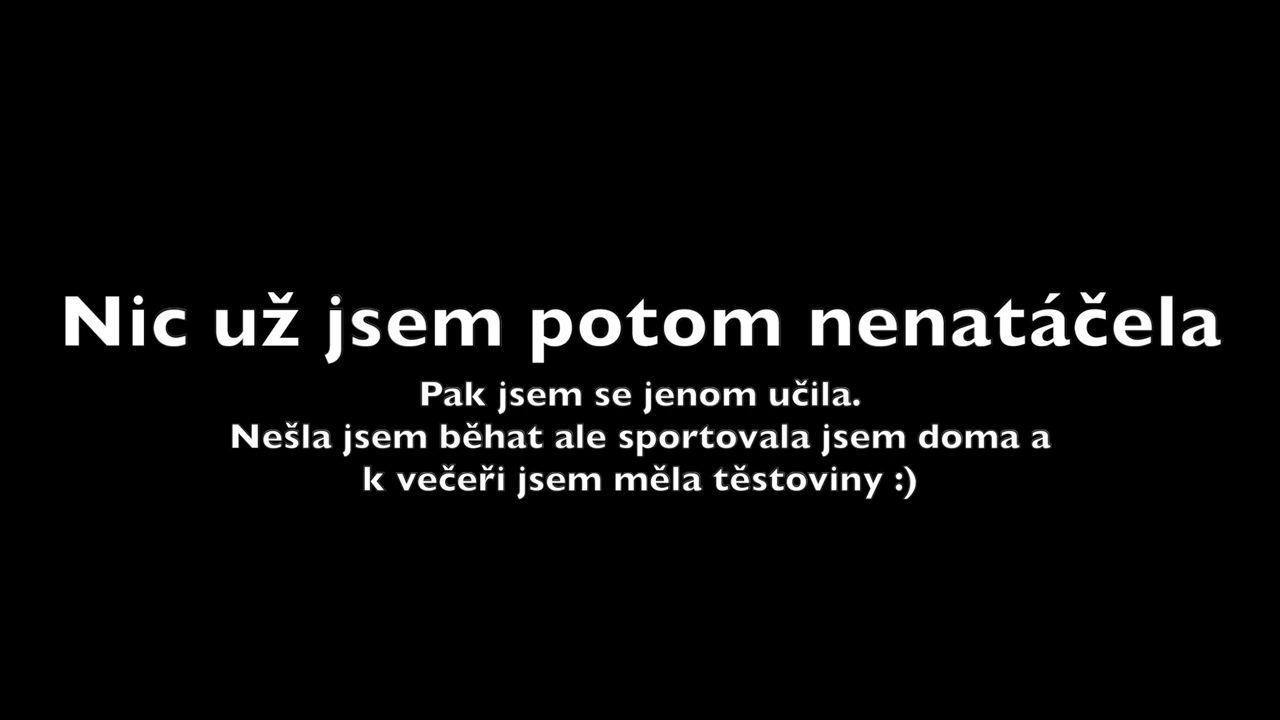 Nic už jsem potom nenatáčela
Pak jsem se jenom učila.
Nešla jsem běhat ale sportovala jsem doma a
k večeři jsem měla těstoviny :)